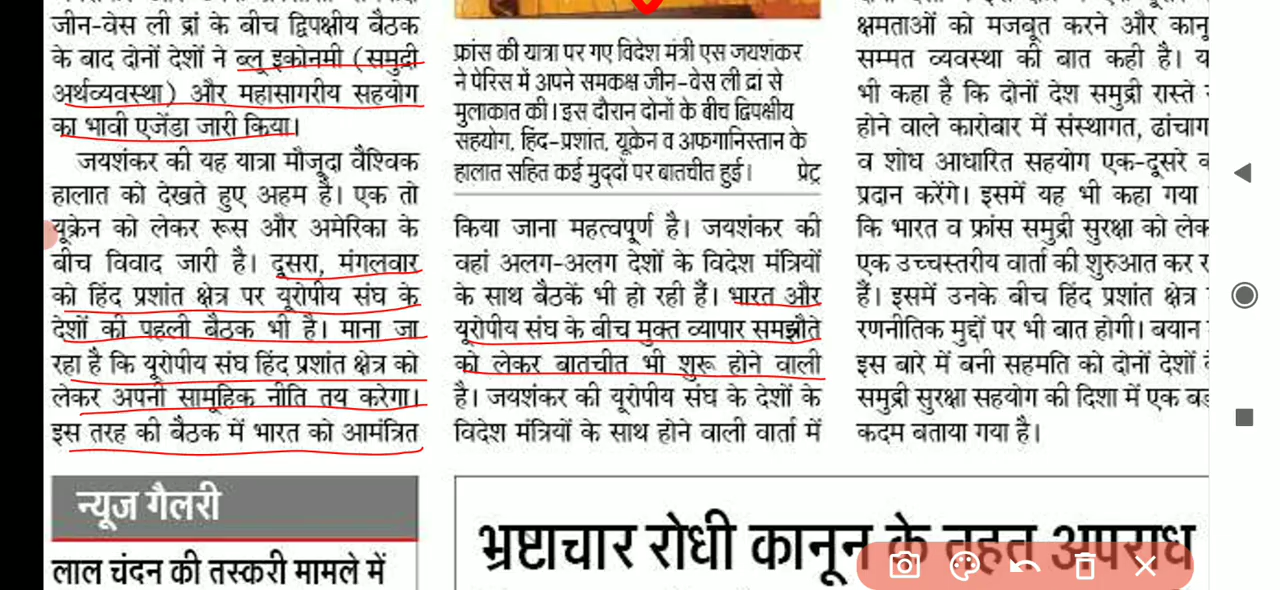 जीन-वेस ली द्रां के बीच द्विपक्षीय बैठक
के बाद दोनों देशों ने ब्लू इकोनमी (समुद्री
अर्थव्यवस्था) और महासागरीय सहयोग
का भावी एजेंडा जारी किया।
जयशंकर की यह यात्रा मौजूदा वैश्विक
हालात को देखते हुए अहम है। एक तो
यूक्रेन को लेकर रूस और अमेरिका के
बीच विवाद जारी है। दूसरा, मंगलवार
को हिंद प्रशांत क्षेत्र पर यूरोपीय संघ के
देशों की पहली बैठक भी है। माना जा
रहा है कि यूरोपीय संघ हिंद प्रशांत क्षेत्र को
लेकर अपनी सामूहिक नीति तय करेगा।
इस तरह की बैठक में भारत को आमंत्रित
फ्रांस की यात्रा पर गए विदेश मंत्री एस जयशंकर
ने पेरिस में अपने समकक्ष जीन-वेस ली द्रां से
मुलाकात की। इस दौरान दोनों के बीच द्विपक्षीय
सहयोग, हिंद-प्रशांत, यूक्रेन व अफगानिस्तान के
हालात सहित कई मुद्दों पर बातचीत हुई। प्रेट्र
किया जाना महत्वपूर्ण है। जयशंकर की
वहां अलग-अलग देशों के विदेश मंत्रियों
के साथ बैठकें भी हो रही हैं। भारत और
यूरोपीय संघ के बीच मुक्त व्यापार समझौते
को लेकर बातचीत भी शुरू होने वाली
है। जयशंकर की यूरोपीय संघ के देशों के
विदेश मंत्रियों के साथ होने वाली वार्ता में
क्षमताओं को मजबूत करने और
सम्मत व्यवस्था की बात कही है।
भी कहा है कि दोनों देश समुद्री रास्ते
होने वाले कारोबार में संस्थागत,
व शोध आधारित सहयोग एक-दूसरे
प्रदान करेंगे। इसमें यह भी कहा गया
कि भारत व फ्रांस समुद्री सुरक्षा को
एक उच्चस्तरीय वार्ता की शुरुआत कर
हैं। इसमें उनके बीच हिंद प्रशांत क्षेत्र
रणनीतिक मुद्दों पर भी बात होगी। बयान
इस बारे में बनी सहमति को दोनों देशों
समुद्री सुरक्षा सहयोग की दिशा में एक
कदम बताया गया है।
न्यूज गैलरी
लाल चंदन की तस्करी मामले में
भ्रष्टाचार रोधी कानून के तहत अपराध